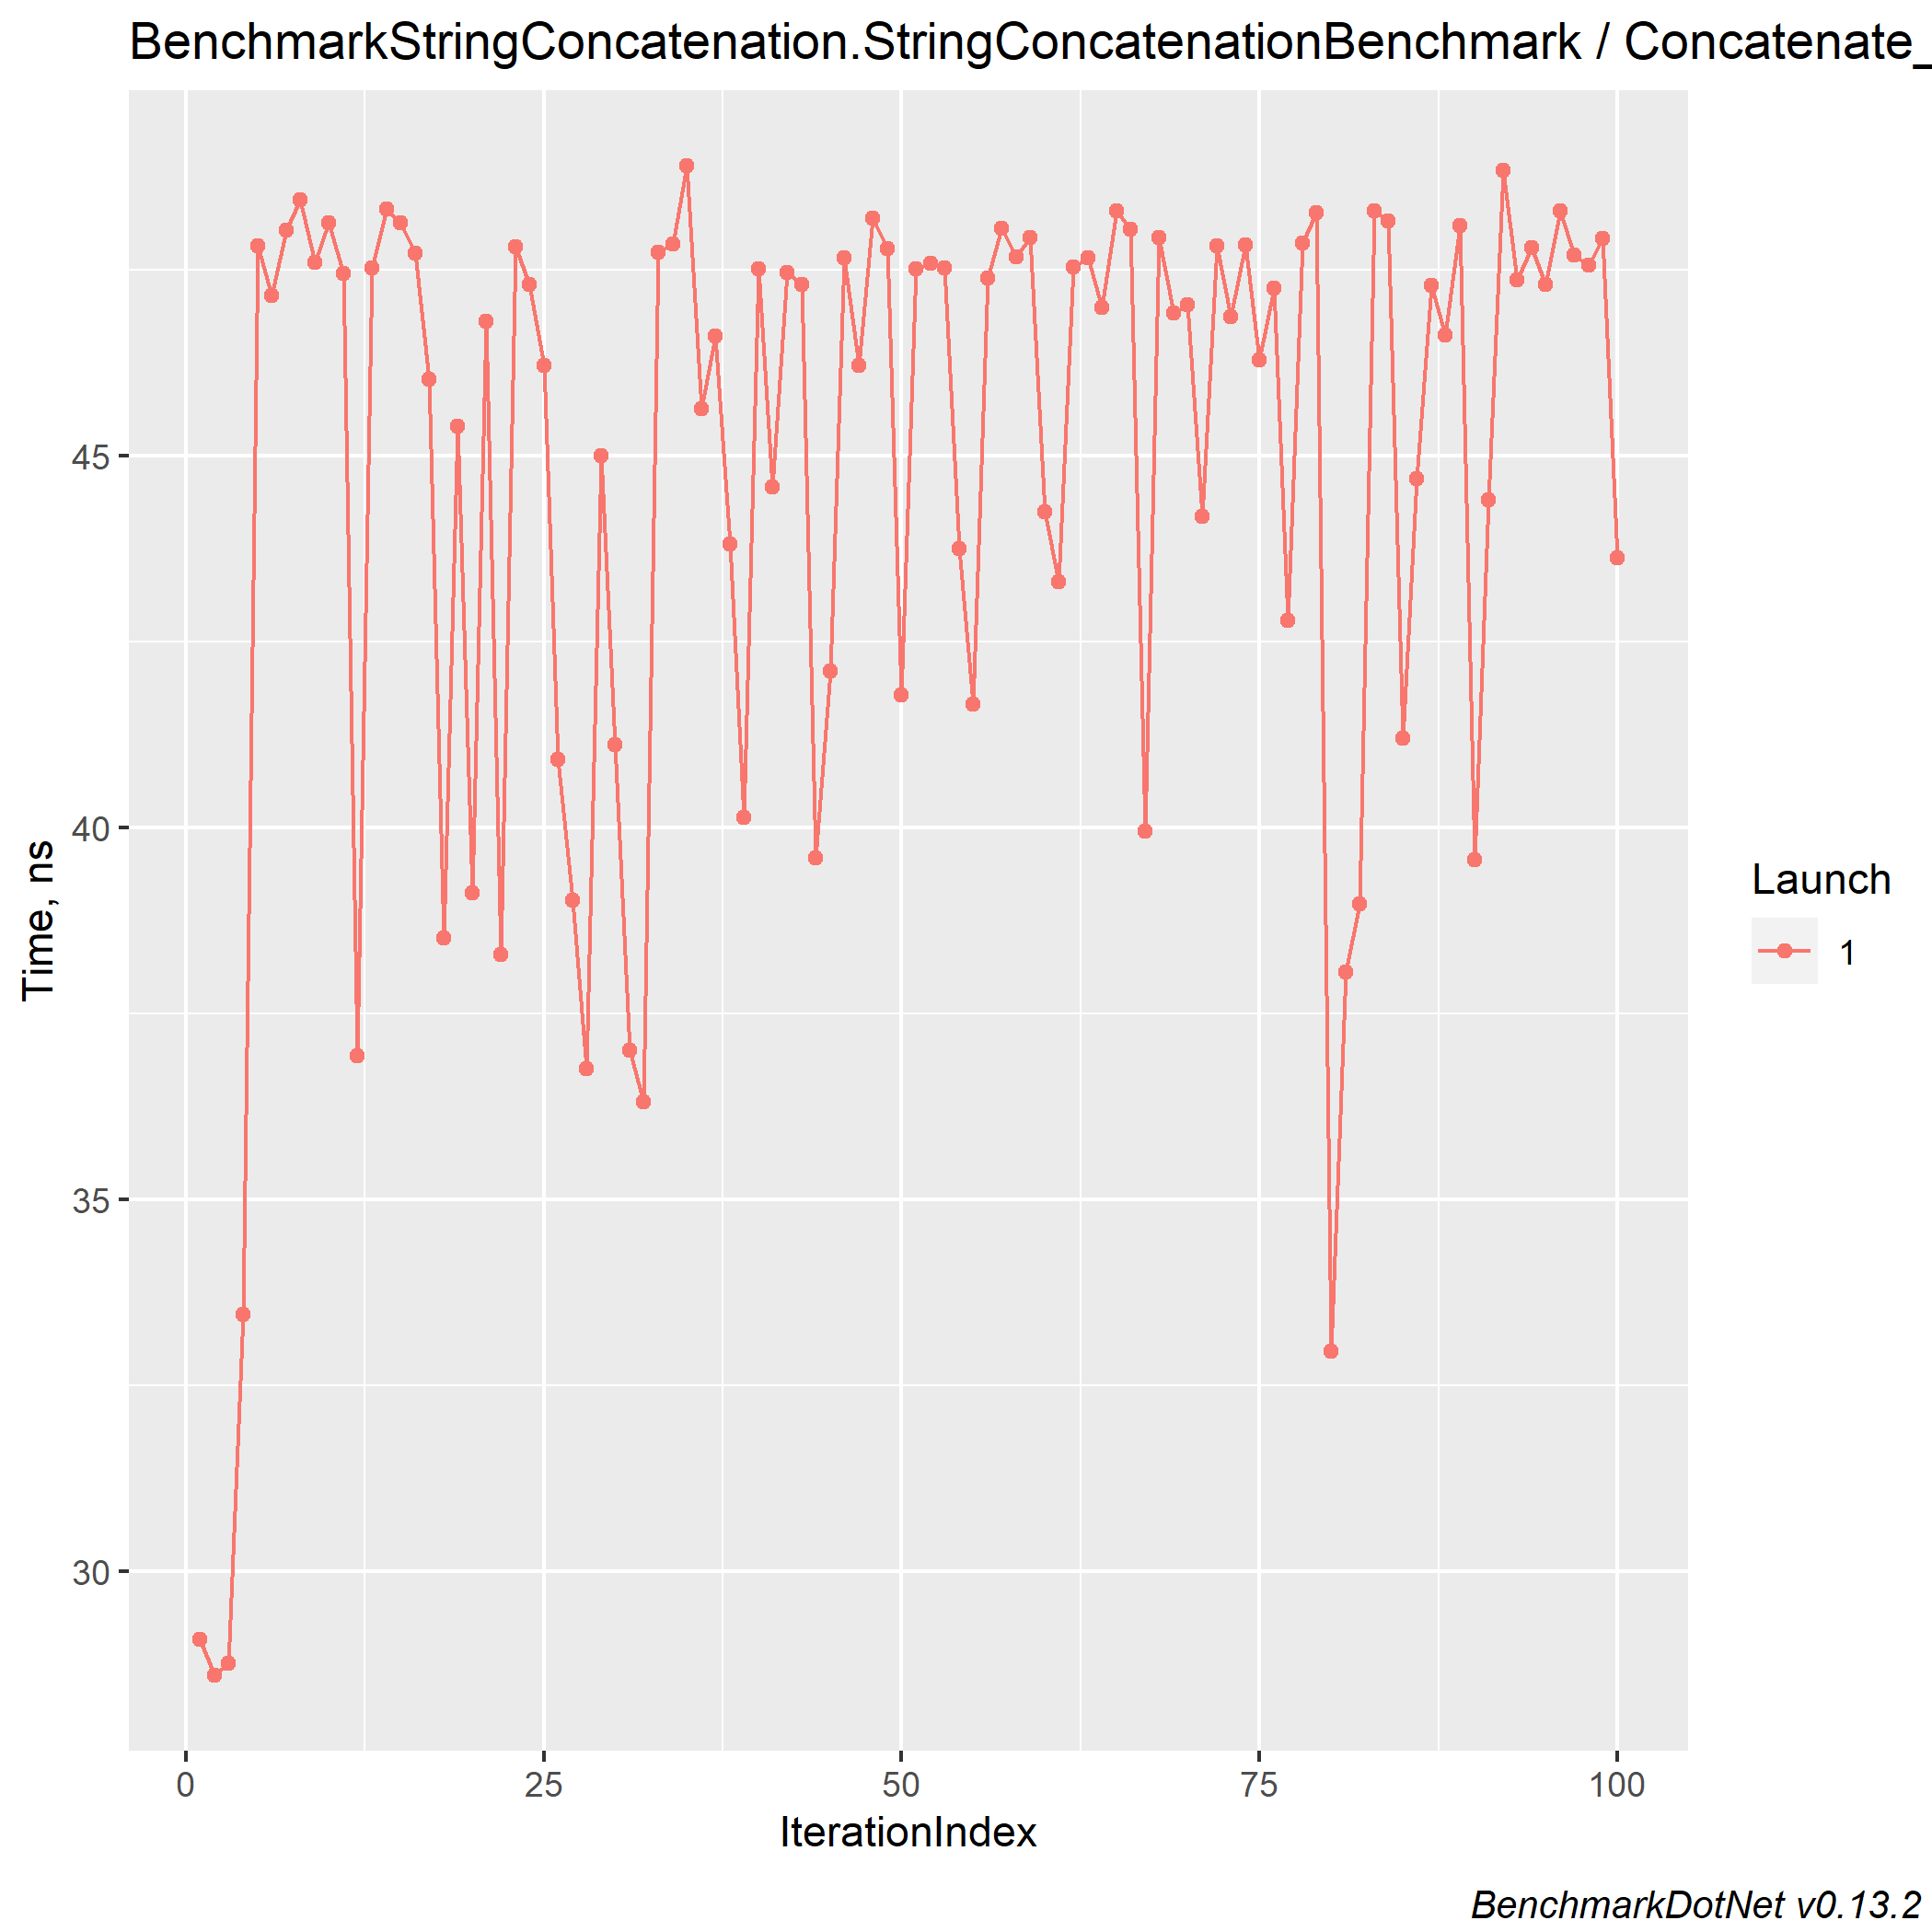 BenchmarkStringConcatenation.StringConcatenationBenchmark / Concatenate_
45
40
35
30
Time, ns
0 25 50 75 100
IterationIndex
Launch
1
BenchmarkDotNet v0.13.2